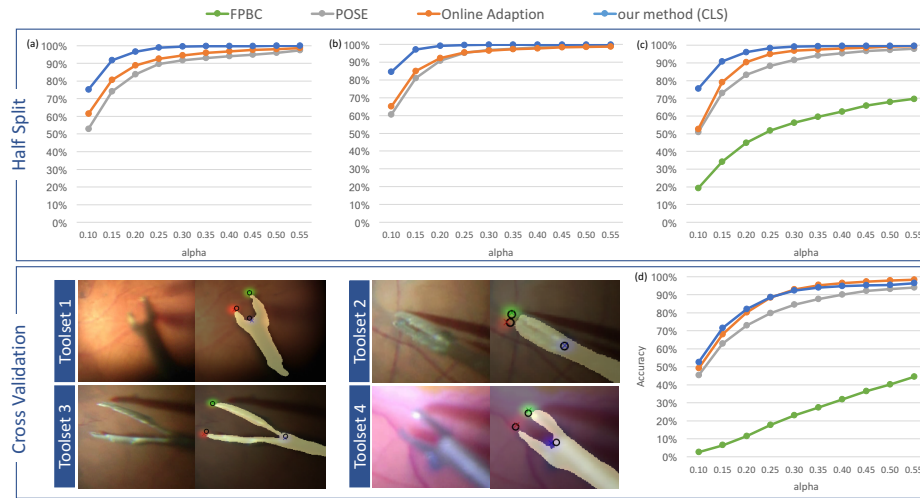 FPBC POSE Online Adaption our method (CLS)
Half Split
(a)
100%
90%
80%
70%
60%
50%
40%
30%
20%
10%
0%
0.10 0.15 0.20 0.25 0.30 0.35 0.40 0.45 0.55
alpha
(b)
100%
90%
80%
70%
60%
50%
40%
30%
20%
10%
0%
0.10 0.15 0.20 0.25 0.30 0.35 0.40 0.45 0.55
alpha
(c)
100%
90%
80%
70%
60%
50%
40%
30%
20%
10%
0%
0.10 0.15 0.20 0.25 0.30 0.35 0.40 0.45 0.50 0.55
alpha
Cross Validation
Toolset 1
Toolset 2
Toolset 3
Toolset 4
(d)
Accuracy
100%
90%
80%
70%
60%
50%
40%
30%
20%
10%
0%
0.10 0.15 0.20 0.25 0.30 0.35 0.40 0.45 0.50 0.55
alpha